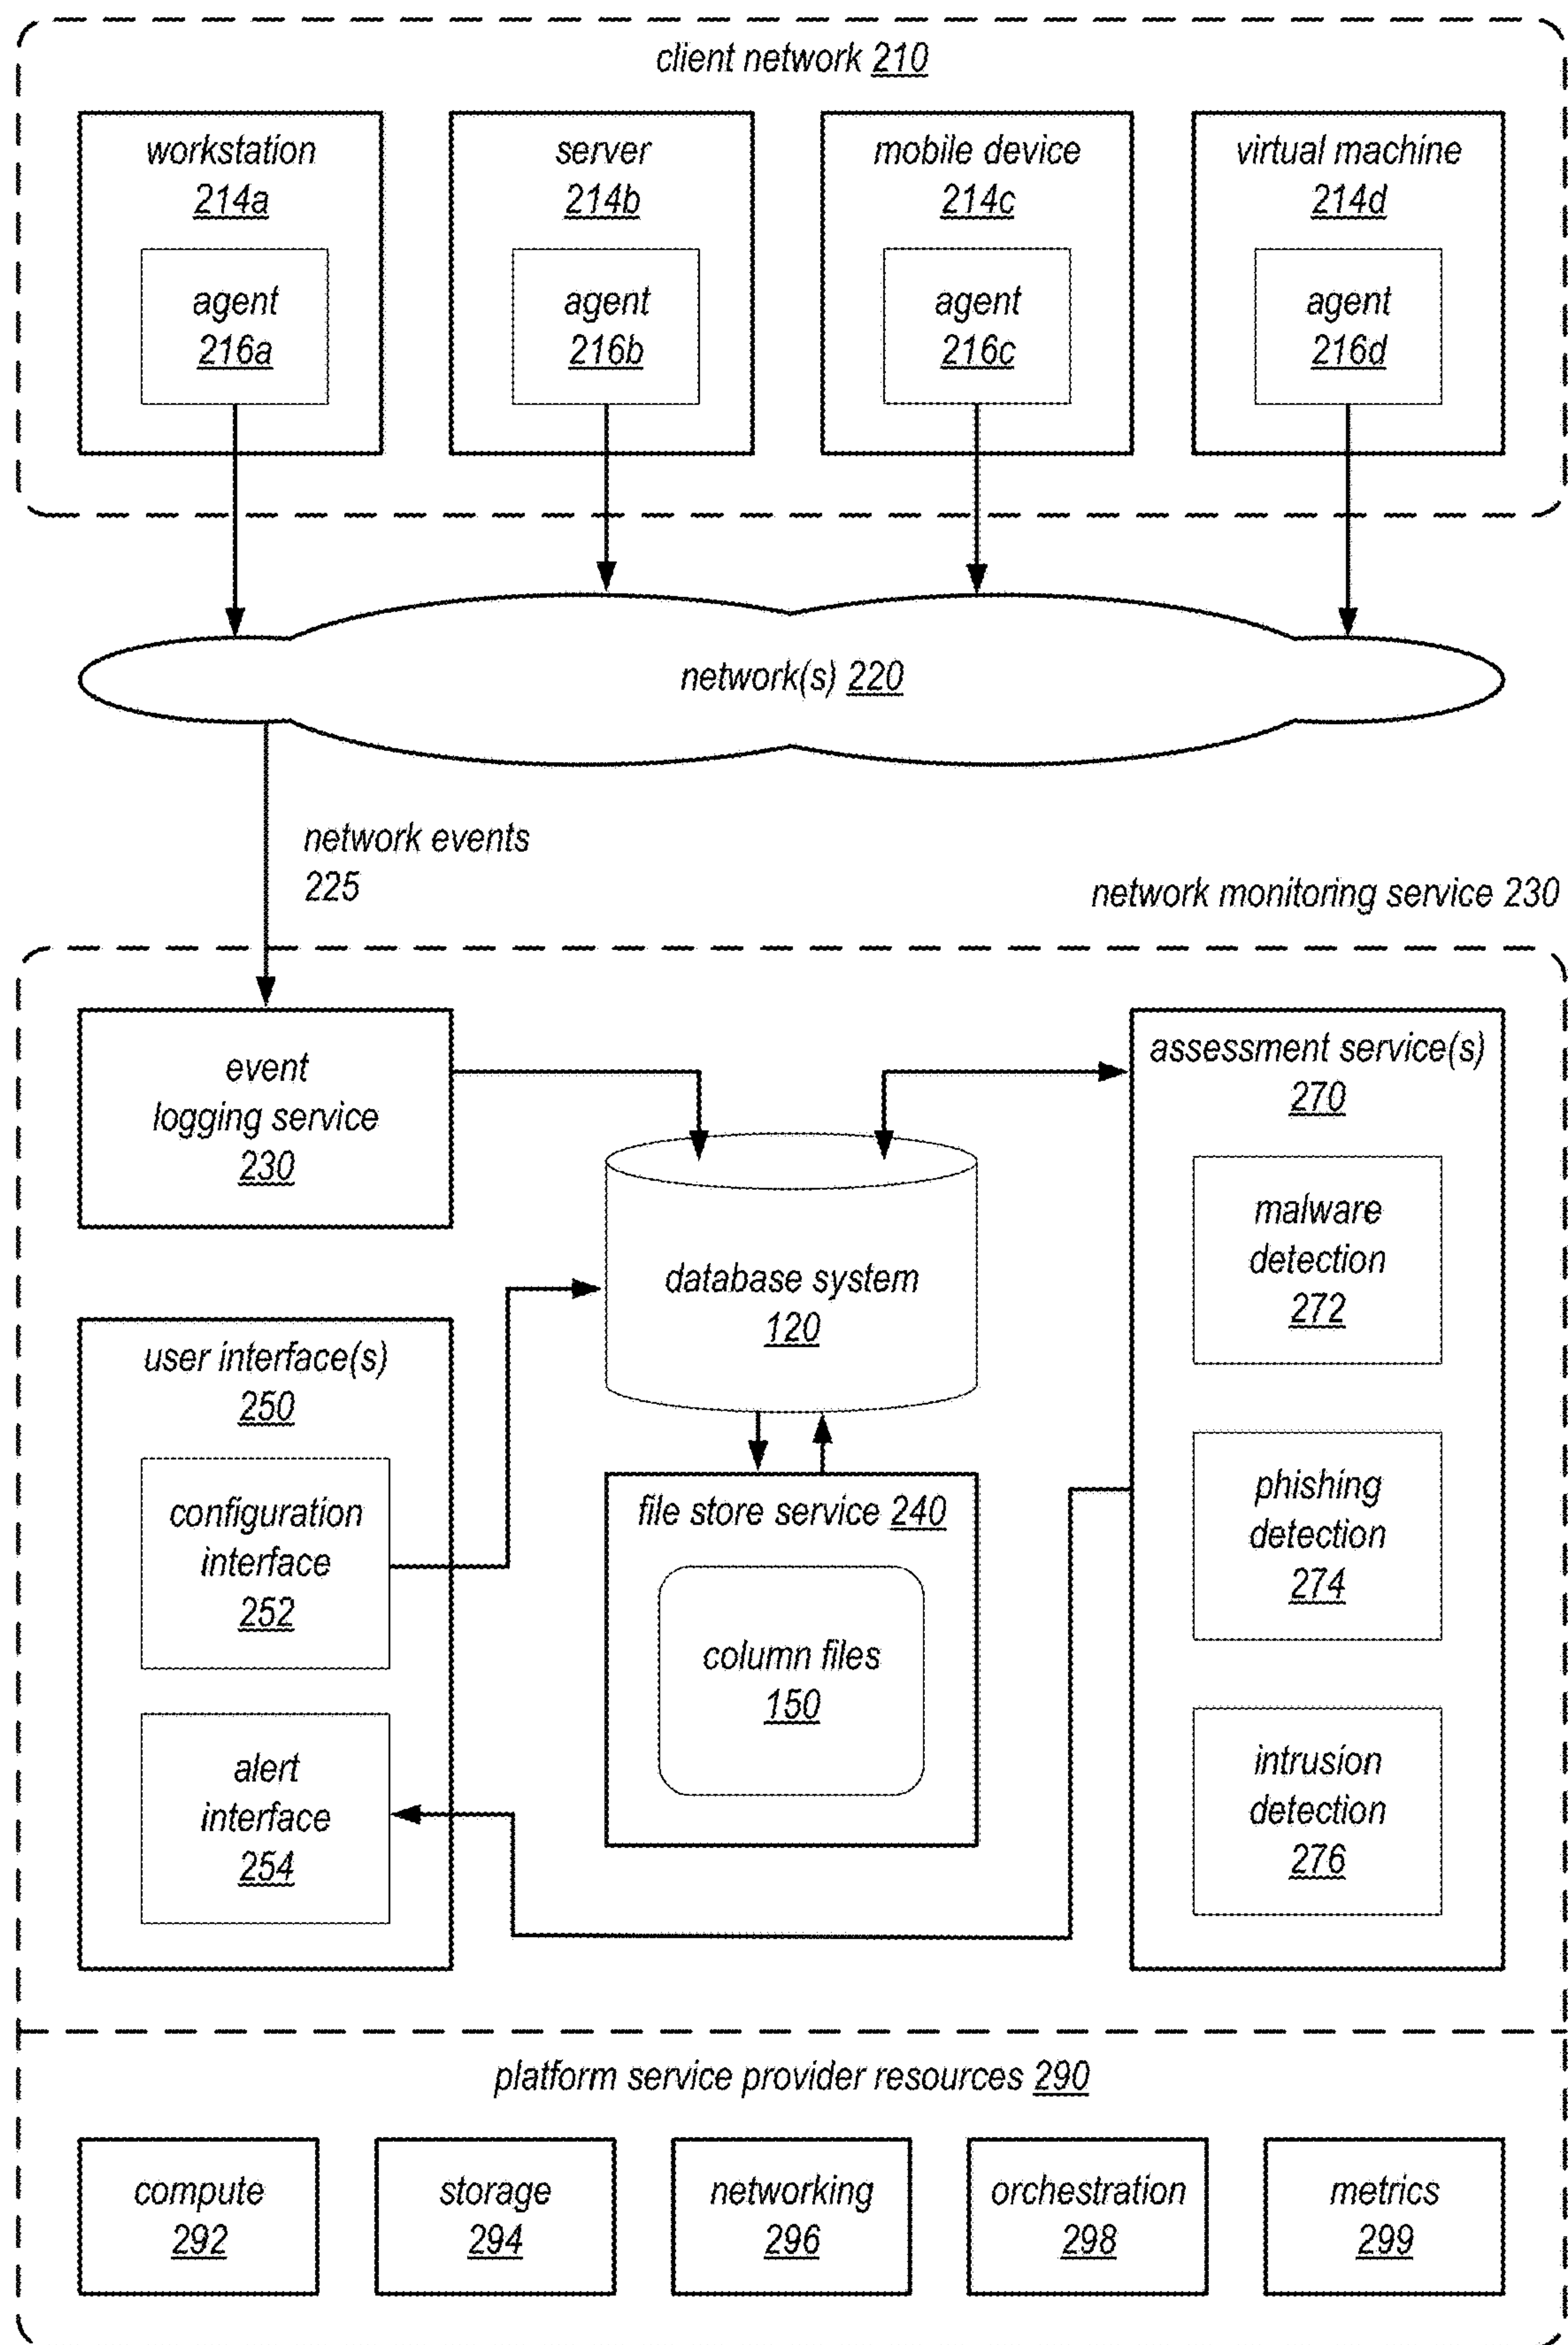 client network 210
workstation
214a
agent
216a
server
214b
agent
216b
mobile device
214c
agent
216c
virtual machine
214d
agent
216d
network(s) 220
network events
225
network monitoring service 230
event
logging service
230
database system
120
assessment service(s)
270
malware
detection
272
phishing
detection
274
intrusion
detection
276
user interface(s)
250
configuration
interface
252
alert
interface
254
file store service 240
column files
150
platform service provider resources 290
compute
292
storage
294
networking
296
orchestration
298
metrics
299